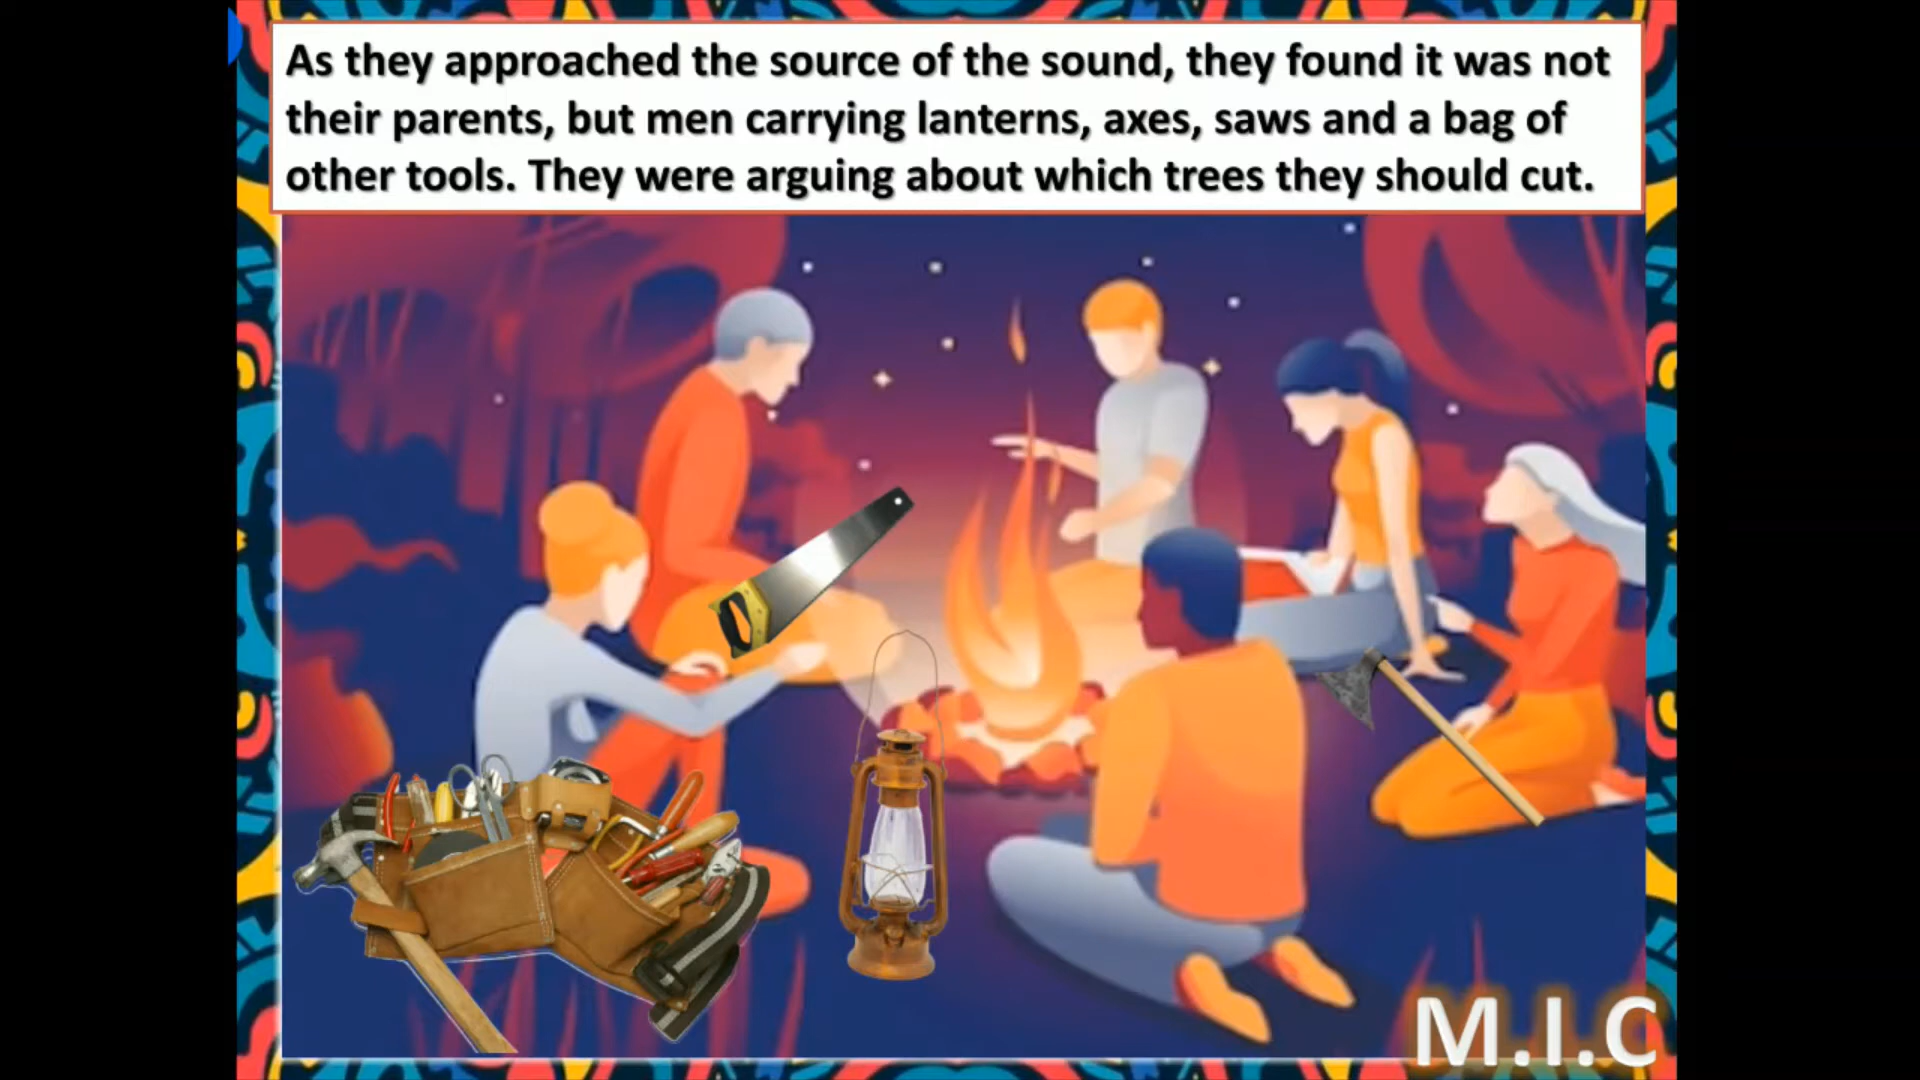 As they approached the source of the sound, they found it was not
their parents, but men carrying lanterns, axes, saws and a bag of
other tools. They were arguing about which trees they should cut.
M.I.C